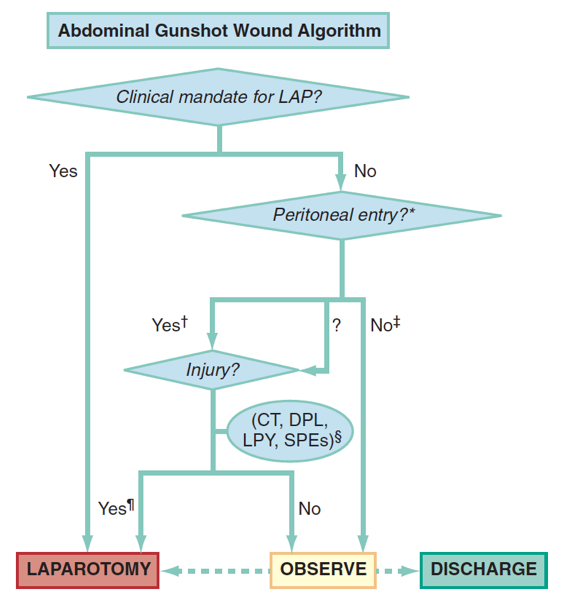 Abdominal Gunshot Wound Algorithm
Clinical mandate for LAP?
Yes
No
Peritoneal entry?*
Yes†
?
No‡
Injury?
(CT, DPL,
LPY, SPEs)§
Yes¶
No
LAPAROTOMY
OBSERVE
DISCHARGE